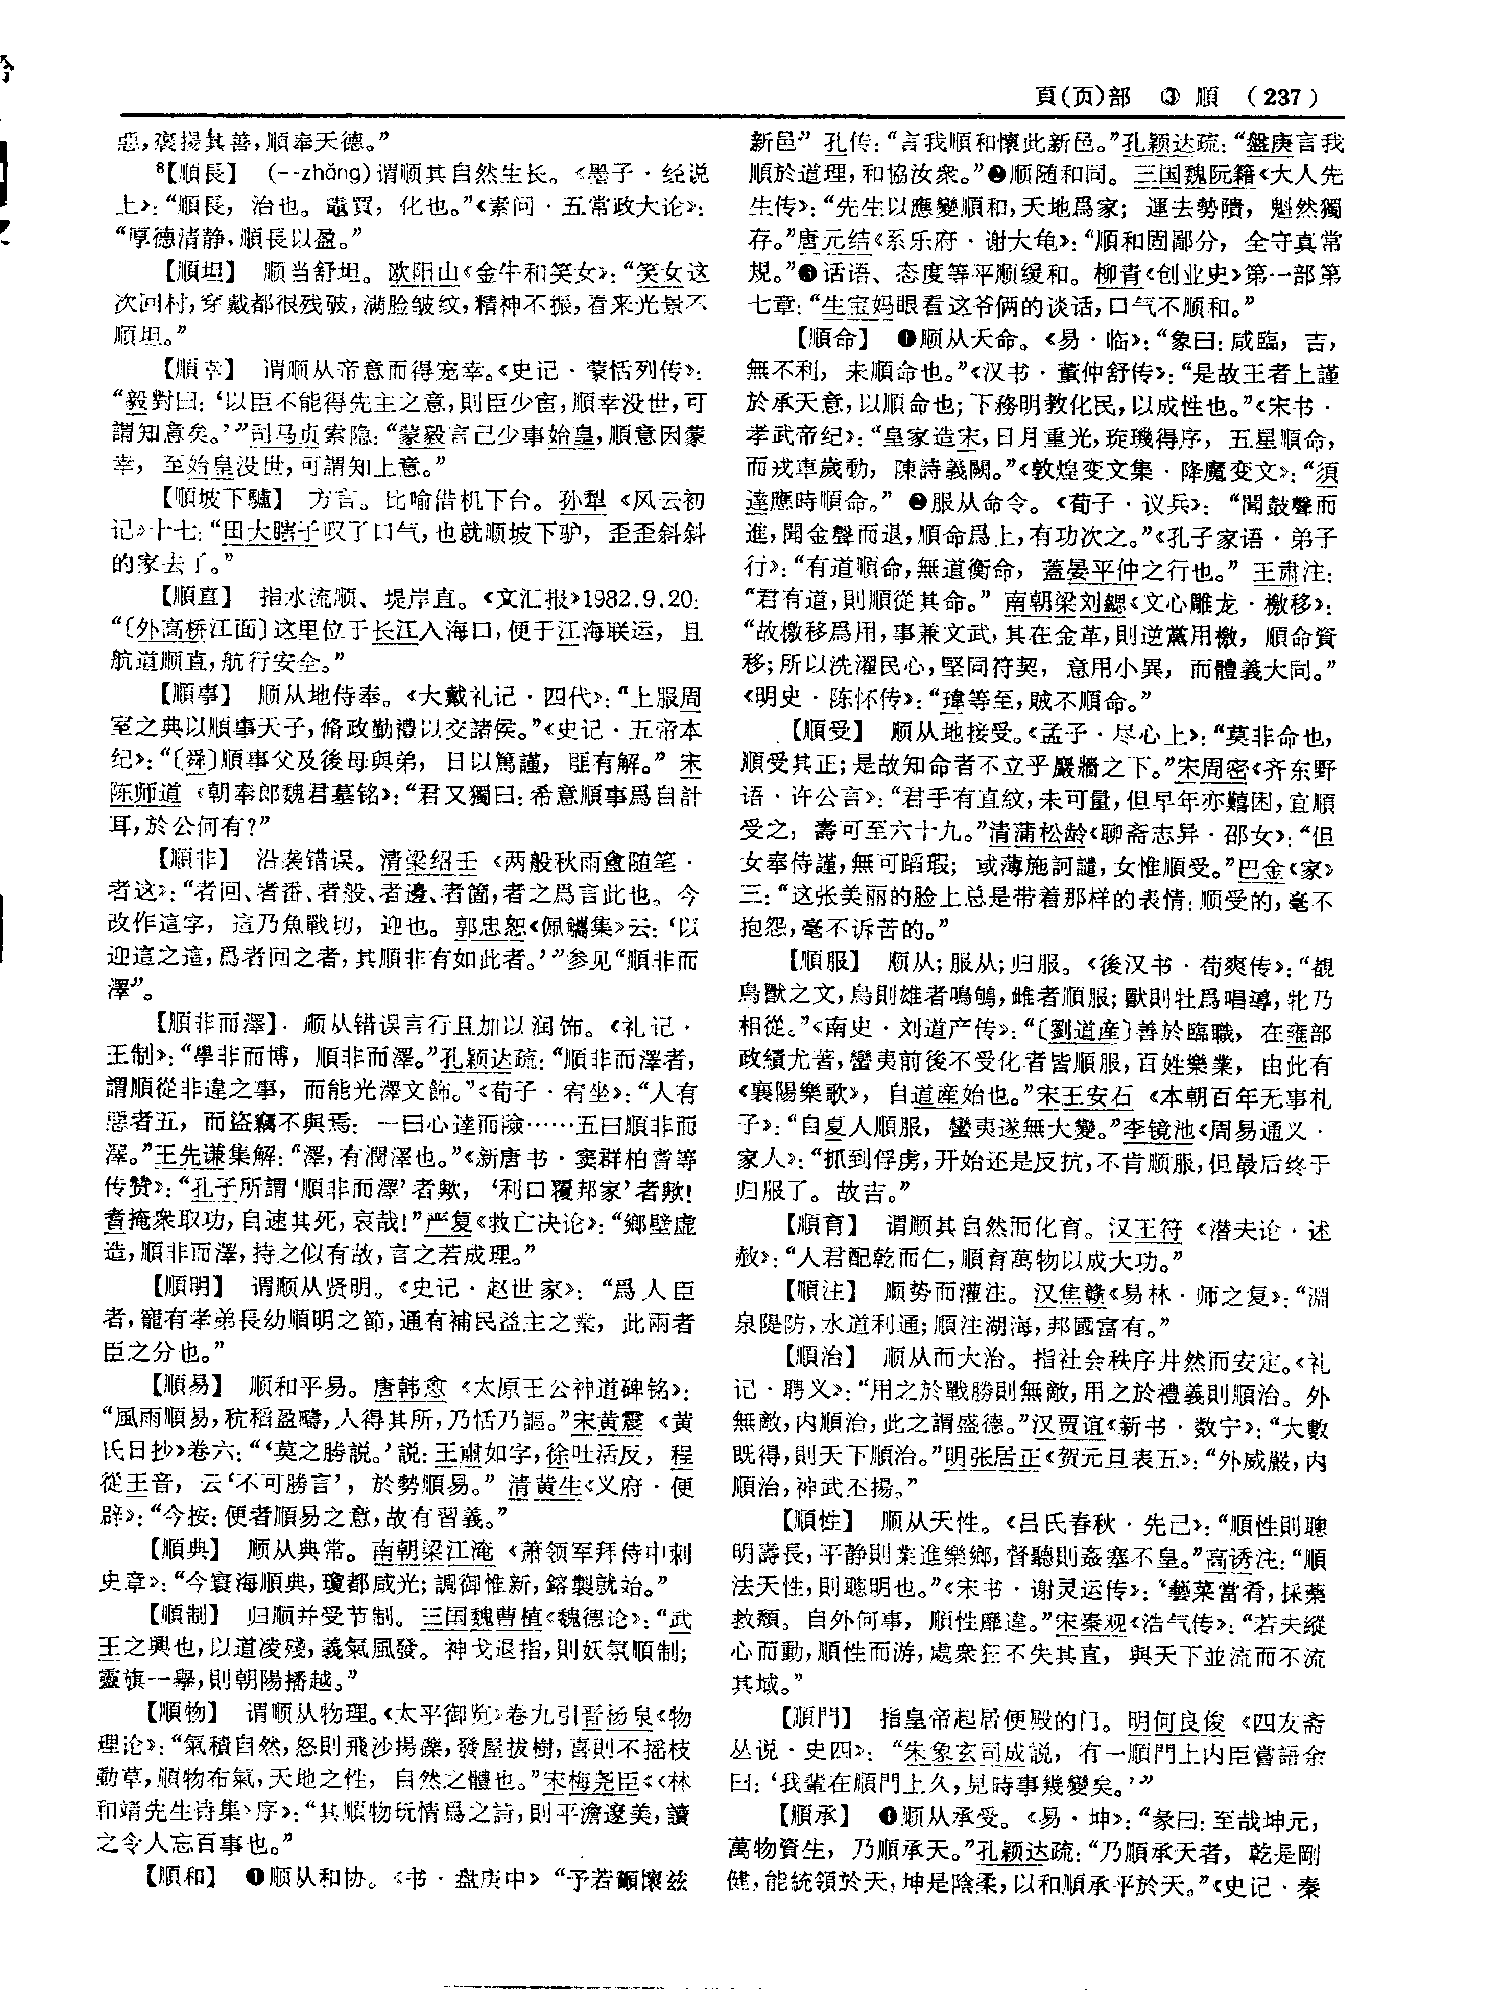 頁(页)部 ③ 順 (237)
惡，褒揚其善，順奉天德。”
⁸【順長】 (--zhǎng)谓顺其自然生长。《墨子·经说
上》：“順長，治也。鼃買，化也。”《素问·五常政大论》：
“厚德清静，順長以盈。”
【順坦】 顺当舒坦。欧阳山《金牛和笑女》：“笑女这
次回村，穿戴都很残破，满脸皱纹，精神不振，看来光景不
顺坦。”
【順幸】 谓顺从帝意而得宠幸。《史记·蒙恬列传》：
“毅對曰：‘以臣不能得先主之意，則臣少宦，順幸没世，可
謂知意矣。’”司马贞索隐：“蒙毅言己少事始皇，順意因蒙
幸，至始皇没世，可謂知上意。”
【順坡下驢】 方言。比喻借机下台。孙犁《风云初
记》十七：“田大瞎子叹了口气，也就顺坡下驴，歪歪斜斜
的家去了。”
【順直】 指水流顺、堤岸直。《文汇报》1982.9.20：
“〔外高桥江面〕这里位于长江入海口，便于江海联运，且
航道顺直，航行安全。”
【順事】 顺从地侍奉。《大戴礼记·四代》：“上服周
室之典以順事天子，脩政勤禮以交諸侯。”《史记·五帝本
纪》：“〔舜〕順事父及後母與弟，日以篤謹，匪有解。”宋
陈师道《朝奉郎魏君墓铭》：“君又獨曰：希意順事爲自計
耳，於公何有？”
【順非】 沿袭错误。清梁绍壬《两般秋雨盦随笔·
者这》：“者回、者番、者般、者邊、者箇，者之爲言此也。今
改作這字，這乃魚戰切，迎也。郭忠恕《佩觿集》云：‘以
迎這之這，爲者回之者，其順非有如此者。’”参见“順非而
澤”。
【順非而澤】 顺从错误言行且加以润饰。《礼记·
王制》：“學非而博，順非而澤。”孔颖达疏：“順非而澤者，
謂順從非違之事，而能光澤文飾。”《荀子·宥坐》：“人有
惡者五，而盜竊不與焉：一曰心達而險……五曰順非而
澤。”王先谦集解：“澤，有潤澤也。”《新唐书·窦群柏耆等
传赞》：“孔子所謂‘順非而澤’者歟，‘利口覆邦家’者歟！
耆掩衆取功，自速其死，哀哉！”严复《救亡决论》：“鄉壁虚
造，順非而澤，持之似有故，言之若成理。”
【順明】 谓顺从贤明。《史记·赵世家》：“爲人臣
者，寵有孝弟長幼順明之節，通有補民益主之業，此兩者
臣之分也。”
【順易】 顺和平易。唐韩愈《太原王公神道碑铭》：
“風雨順易，秔稻盈疇，人得其所，乃恬乃謳。”宋黄震《黄
氏日抄》卷六：“‘莫之勝説。’説：王肅如字，徐吐活反，程
從王音，云‘不可勝言’，於勢順易。”清黄生《义府·便
辟》：“今按：便者順易之意，故有習義。”
【順典】 顺从典常。南朝梁江淹《萧领军拜侍中刺
史章》：“今寰海順典，瓊都咸光；調御惟新，鎔製就始。”
【順制】 归顺并受节制。三国魏曹植《魏德论》：“武
王之興也，以道凌殘，義氣風發。神戈退指，則妖氛順制；
靈旗一舉，則朝陽播越。”
【順物】 谓顺从物理。《太平御览》卷九引晋杨泉《物
理论》：“氣積自然，怒則飛沙揚礫，發屋拔樹，喜則不摇枝
動草，順物布氣，天地之性，自然之體也。”宋梅尧臣《〈林
和靖先生诗集〉序》：“其順物玩情爲之詩，則平澹邃美，讀
之令人忘百事也。”
【順和】 ❶顺从和协。《书·盘庚中》“予若籲懷兹
新邑”孔传：“言我順和懷此新邑。”孔颖达疏：“盤庚言我
順於道理，和協汝衆。”❷顺随和同。三国魏阮籍《大人先
生传》：“先生以應變順和，天地爲家；運去勢隤，魁然獨
存。”唐元结《系乐府·谢大龟》：“順和固鄙分，全守真常
規。”❸话语、态度等平顺缓和。柳青《创业史》第一部第
七章：“生宝妈眼看这爷俩的谈话，口气不顺和。”
【順命】 ❶顺从天命。《易·临》：“象曰：咸臨，吉，
無不利，未順命也。”《汉书·董仲舒传》：“是故王者上謹
於承天意，以順命也；下務明教化民，以成性也。”《宋书·
孝武帝纪》：“皇家造宋，日月重光，琁璣得序，五星順命，
而戎車歲動，陳詩義闕。”《敦煌变文集·降魔变文》：“須
達應時順命。”❷服从命令。《荀子·议兵》：“聞鼓聲而
進，聞金聲而退，順命爲上，有功次之。”《孔子家语·弟子
行》：“有道順命，無道衡命，蓋晏平仲之行也。”王肃注：
“君有道，則順從其命。”南朝梁刘勰《文心雕龙·檄移》：
“故檄移爲用，事兼文武，其在金革，則逆黨用檄，順命資
移；所以洗濯民心，堅同符契，意用小異，而體義大同。”
《明史·陈怀传》：“瑋等至，贼不順命。”
【順受】 顺从地接受。《孟子·尽心上》：“莫非命也，
順受其正；是故知命者不立乎巖牆之下。”宋周密《齐东野
语·许公言》：“君手有直紋，未可量，但早年亦囏困，宜順
受之；壽可至六十九。”清蒲松龄《聊斋志异·邵女》：“但
女奉侍謹，無可蹈瑕；或薄施訶譴，女惟順受。”巴金《家》
三：“这张美丽的脸上总是带着那样的表情：顺受的，毫不
抱怨，毫不诉苦的。”
【順服】 顺从；服从；归服。《後汉书·荀爽传》：“觀
鳥獸之文，鳥則雄者鳴鴝，雌者順服；獸則牡爲唱導，牝乃
相從。”《南史·刘道产传》：“〔劉道産〕善於臨職，在雍部
政績尤著，蠻夷前後不受化者皆順服，百姓樂業，由此有
《襄陽樂歌》，自道産始也。”宋王安石《本朝百年无事札
子》：“自夏人順服，蠻夷遂無大變。”李镜池《周易通义·
家人》：“抓到俘虏，开始还是反抗，不肯顺服，但最后终于
归服了。故吉。”
【順育】 谓顺其自然而化育。汉王符《潜夫论·述
赦》：“人君配乾而仁，順育萬物以成大功。”
【順注】 顺势而灌注。汉焦赣《易林·师之复》：“淵
泉隄防，水道利通；順注湖海，邦國富有。”
【順治】 顺从而大治。指社会秩序井然而安定。《礼
记·聘义》：“用之於戰勝則無敵，用之於禮義則順治。外
無敵，内順治，此之謂盛德。”汉贾谊《新书·数宁》：“大數
既得，則天下順治。”明张居正《贺元旦表五》：“外威嚴，内
順治，神武丕揚。”
【順性】 顺从天性。《吕氏春秋·先己》：“順性則聰
明壽長，平静則業進樂鄉，督聽則姦塞不皇。”高诱注：“順
法天性，則聰明也。”《宋书·谢灵运传》：“藝菜當肴，採藥
救頽。自外何事，順性靡違。”宋秦观《浩气传》：“若夫縱
心而動，順性而游，處衆枉不失其直，與天下並流而不流
其域。”
【順門】 指皇帝起居便殿的门。明何良俊《四友斋
丛说·史四》：“朱象玄司成説，有一順門上内臣嘗語余
曰：‘我輩在順門上久，見時事幾變矣。’”
【順承】 ❶顺从承受。《易·坤》：“彖曰：至哉坤元，
萬物資生，乃順承天。”孔颖达疏：“乃順承天者，乾是剛
健，能統領於天，坤是陰柔，以和順承平於天。”《史记·秦